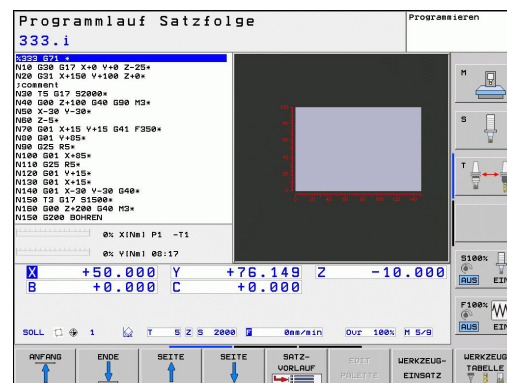 Programmlauf Satzfolge
Programmieren
333.i
%333 G71 *
N10 G30 G17 X+0 Y+0 Z-25*
N20 G31 X+150 Y+100 Z+0*
;comment
N30 T5 G17 S2000*
N40 G00 Z+100 G40 G90 M3*
N50 X-30 Y-30*
N60 Z-5*
N70 G01 X+15 Y+15 G41 F350*
N80 G01 Y+85*
N90 G25 R5*
N100 G01 X+85*
N110 G25 R5*
N120 G01 Y+15*
N130 G01 X+15*
N140 G01 X-30 Y-30 G40*
N150 T3 G17 S1500*
N160 G00 Z+200 G40 M3*
N150 G200 BOHREN
0% X[Nm] P1 -T1
0% Y[Nm] 08:17
X +50.000 Y +76.149 Z -10.000
B +0.000 C +0.000
SOLL 1 T 5 Z S 2000 F 0mm/min Ovr 100% M 5/9
M
S
T
S100%
AUS EIN
F100%
AUS EIN
ANFANG
ENDE
SEITE
SEITE
SATZ-
VORLAUF
EDIT
PALETTE
WERKZEUG-
EINSATZ
WERKZEUG
TABELLE